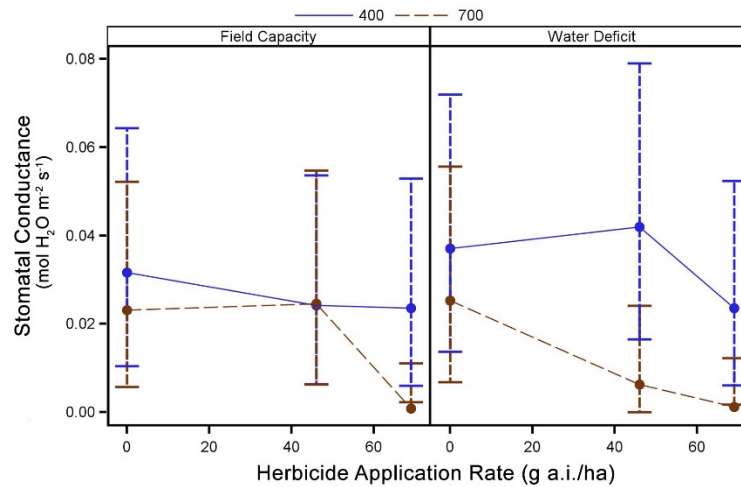 400 700
Field Capacity Water Deficit
0.08
0.06
0.04
0.02
0.00
Stomatal Conductance
(mol H₂O m⁻² s⁻¹)
0 20 40 60 0 20 40 60
Herbicide Application Rate (g a.i./ha)